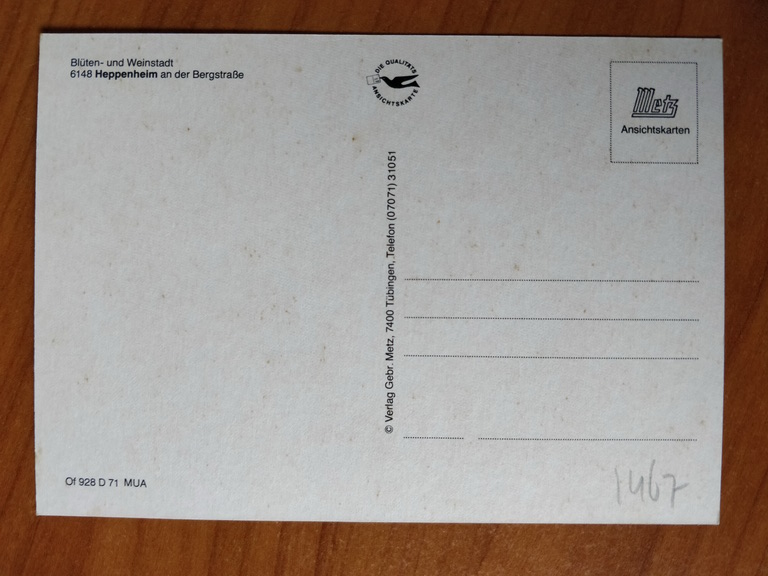 Blüten- und Weinstadt
6148 Heppenheim an der Bergstraße
DIE QUALITÄTS
ANSICHTSKARTE
Metz
Ansichtskarten
© Verlag Gebr. Metz, 7400 Tübingen, Telefon (07071) 31051
Of 928 D 71 MUA
1467